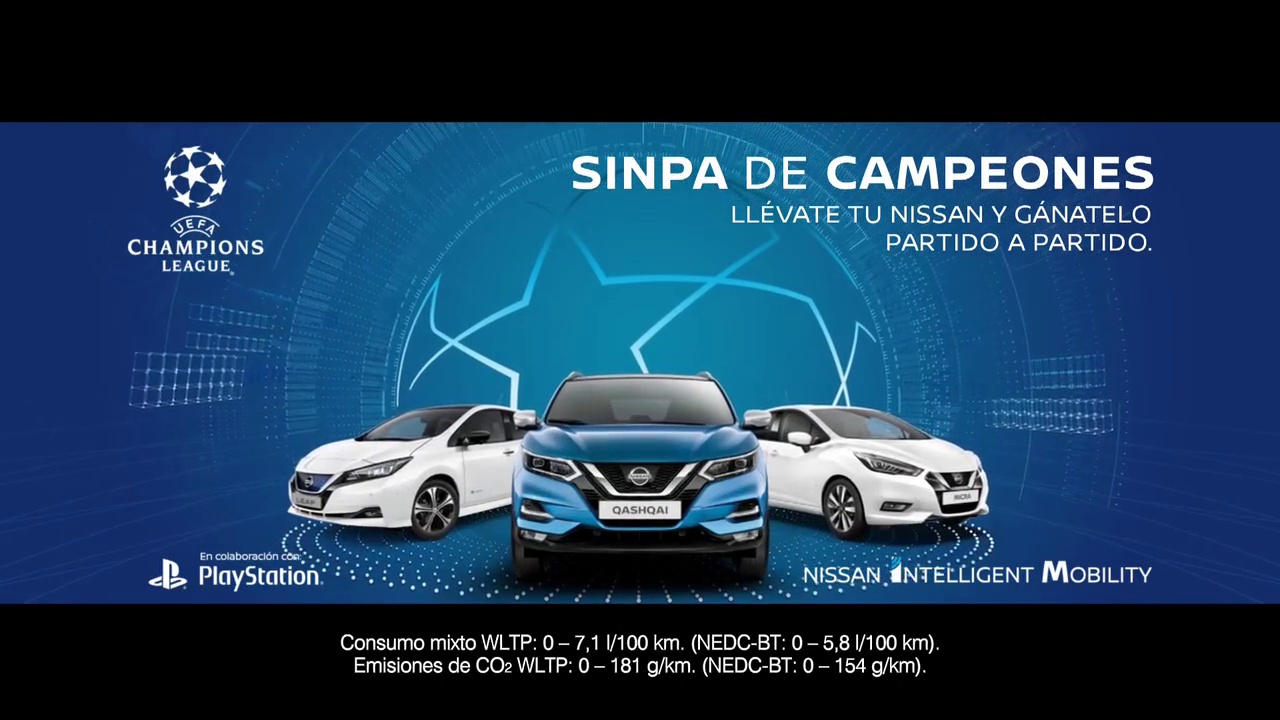 SINPA DE CAMPEONES
LLÉVATE TU NISSAN Y GÁNATELO
PARTIDO A PARTIDO.
UEFA
CHAMPIONS
LEAGUE
LEAF
QASHQAI
MICRA
En colaboración con:
PlayStation
NISSAN INTELLIGENT MOBILITY
Consumo mixto WLTP: 0 – 7,1 l/100 km. (NEDC-BT: 0 – 5,8 l/100 km).
Emisiones de CO2 WLTP: 0 – 181 g/km. (NEDC-BT: 0 – 154 g/km).